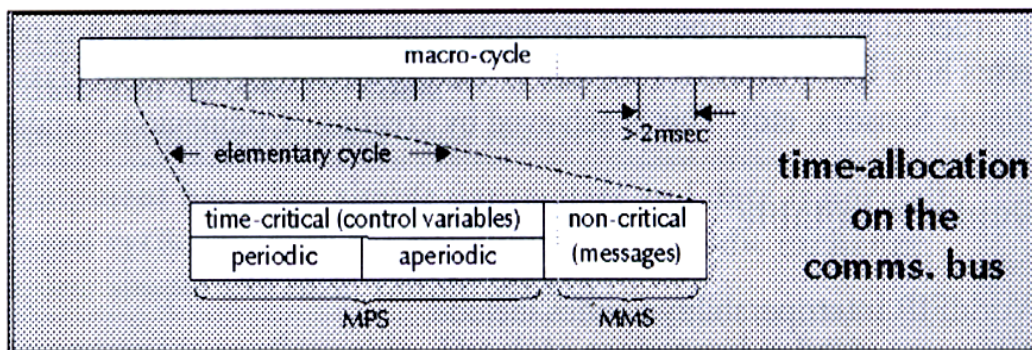 macro-cycle
>2msec
elementary cycle
time-allocation
on the
comms. bus
time-critical (control variables)
non-critical
(messages)
periodic
aperiodic
MPS
MMS